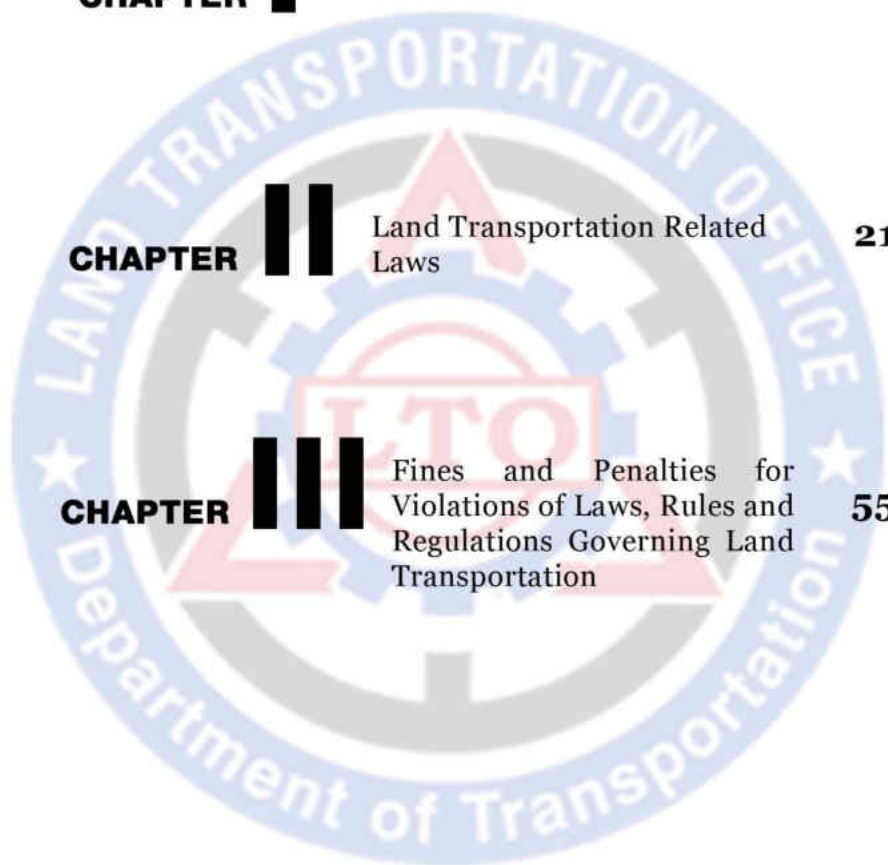 CHAPTER I
LAND TRANSPORTATION OFFICE
CHAPTER II
Land Transportation Related
Laws
21
LTO
CHAPTER III
Fines and Penalties for
Violations of Laws, Rules and
Regulations Governing Land
Transportation
55
Department of Transportation